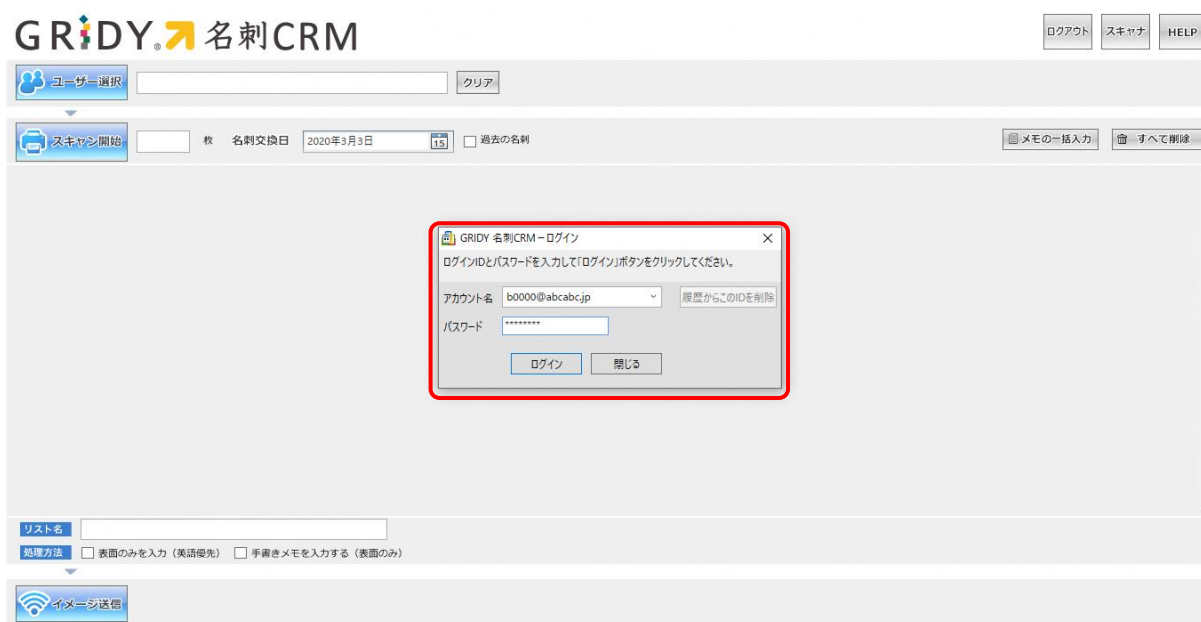 GRIDY® 名刺CRM
ログアウト スキャナ HELP
ユーザー選択 クリア
スキャン開始 枚 名刺交換日 2020年3月3日 15 過去の名刺 メモの一括入力 すべて削除
GRIDY 名刺CRM－ログイン
ログインIDとパスワードを入力して「ログイン」ボタンをクリックしてください。
アカウント名 b0000@abcabc.jp 履歴からこのIDを削除
パスワード ********
ログイン 閉じる
リスト名
処理方法 表面のみを入力（英語優先） 手書きメモを入力する（表面のみ）
イメージ送信